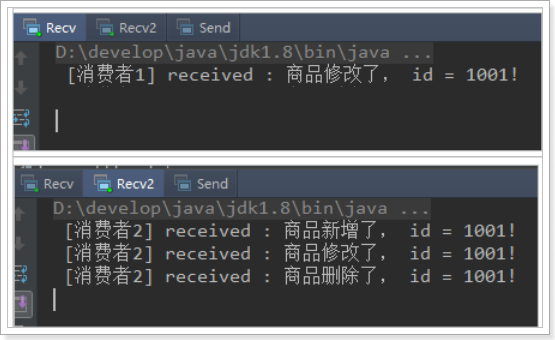 Recv Recv2 Send
D:\develop\java\jdk1.8\bin\java ...
[消费者1] received : 商品修改了， id = 1001!
Recv Recv2 Send
D:\develop\java\jdk1.8\bin\java ...
[消费者2] received : 商品新增了， id = 1001!
[消费者2] received : 商品修改了， id = 1001!
[消费者2] received : 商品删除了， id = 1001!